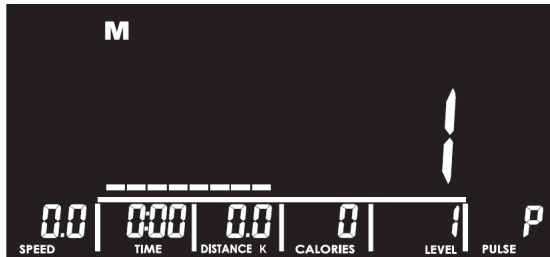 M
1
0.0 0:00 0.0 0 1 P
SPEED TIME DISTANCE K CALORIES LEVEL PULSE